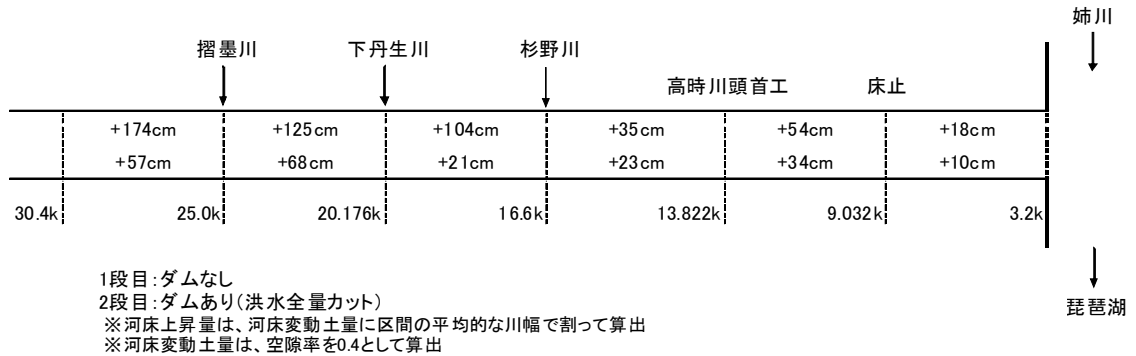 姉川
摺墨川 下丹生川 杉野川
高時川頭首工 床止
+174cm +125cm +104cm +35cm +54cm +18cm
+57cm +68cm +21cm +23cm +34cm +10cm
30.4k 25.0k 20.176k 16.6k 13.822k 9.032k 3.2k
1段目:ダムなし
2段目:ダムあり(洪水全量カット)
※河床上昇量は、河床変動土量に区間の平均的な川幅で割って算出
※河床変動土量は、空隙率を0.4として算出
琵琶湖